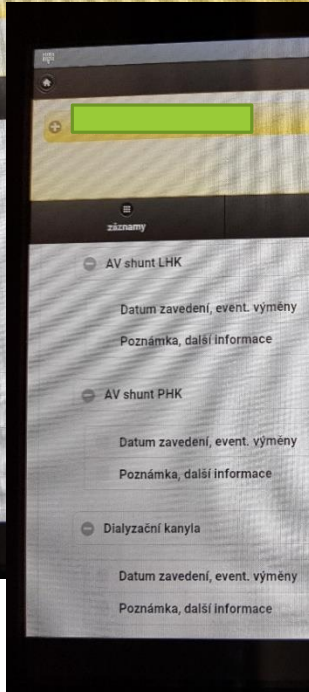 záznamy
AV shunt LHK
Datum zavedení, event. výměny
Poznámka, další informace
AV shunt PHK
Datum zavedení, event. výměny
Poznámka, další informace
Dialyzační kanyla
Datum zavedení, event. výměny
Poznámka, další informace